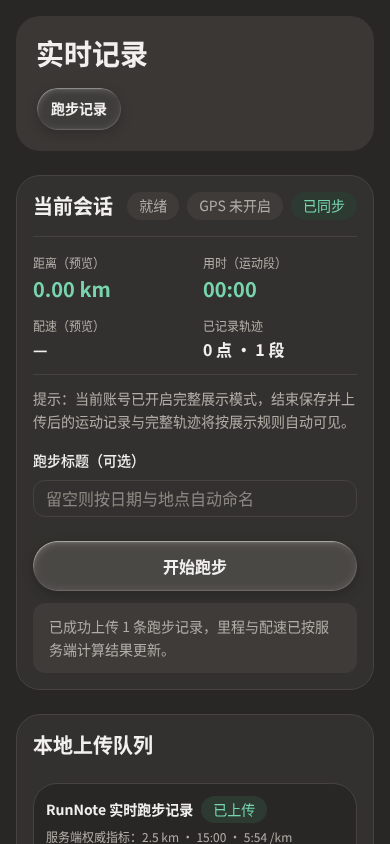 实时记录
跑步记录
当前会话
就绪
GPS 未开启
已同步
距离（预览）
用时（运动段）
0.00 km
00:00
配速（预览）
已记录轨迹
—
0 点 · 1 段
提示：当前账号已开启完整展示模式，结束保存并上
传后的运动记录与完整轨迹将按展示规则自动可见。
跑步标题（可选）
留空则按日期与地点自动命名
开始跑步
已成功上传 1 条跑步记录，里程与配速已按服
务端计算结果更新。
本地上传队列
RunNote 实时跑步记录
已上传
服务端权威指标：2.5 km · 15:00 · 5:54 /km